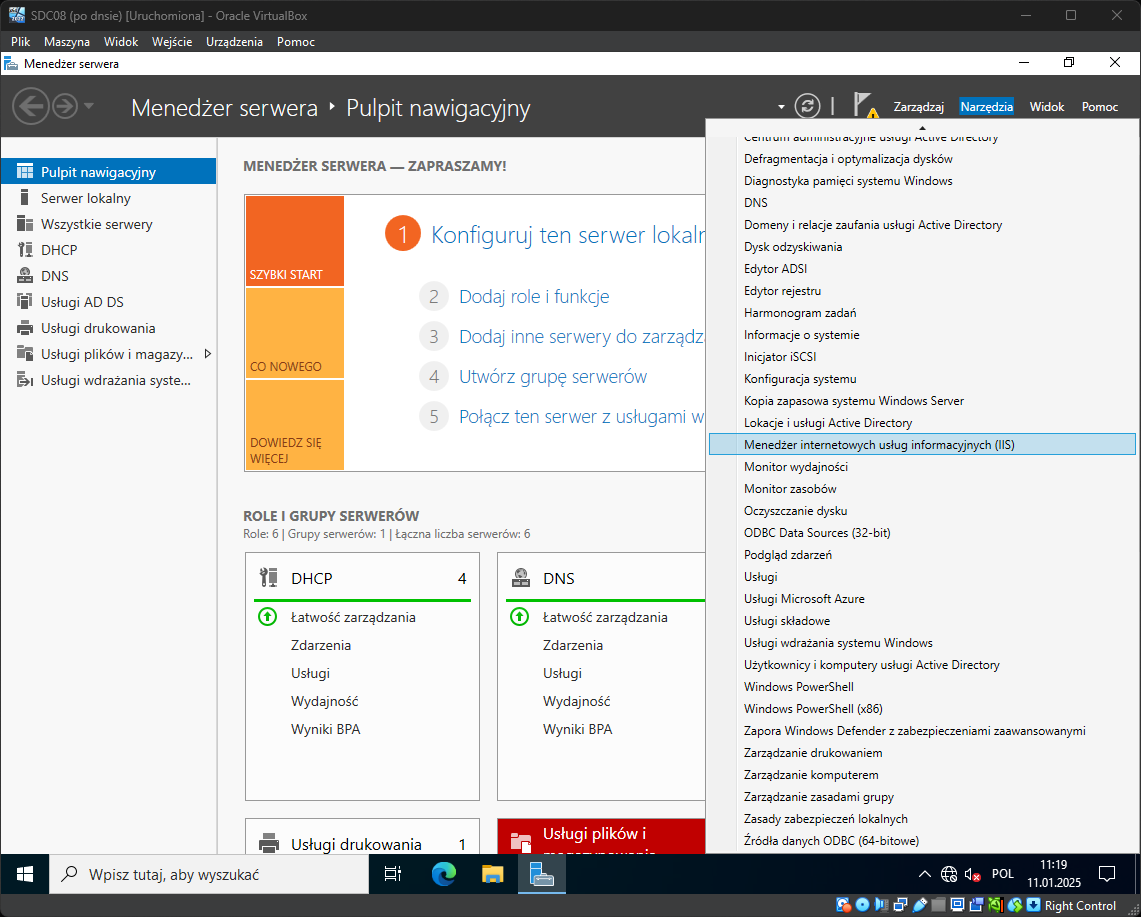 SDC08 (po dnsie) [Uruchomiona] - Oracle VirtualBox
Plik Maszyna Widok Wejście Urządzenia Pomoc
Menedżer serwera
Menedżer serwera Pulpit nawigacyjny
Zarządzaj Narzędzia Widok Pomoc
Pulpit nawigacyjny
Serwer lokalny
Wszystkie serwery
DHCP
DNS
Usługi AD DS
Usługi drukowania
Usługi plików i magazy...
Usługi wdrażania syste...
MENEDŻER SERWERA — ZAPRASZAMY!
SZYBKI START
CO NOWEGO
DOWIEDZ SIĘ
WIĘCEJ
1 Konfiguruj ten serwer lokalr
2 Dodaj role i funkcje
3 Dodaj inne serwery do zarządz
4 Utwórz grupę serwerów
5 Połącz ten serwer z usługami w
ROLE I GRUPY SERWERÓW
Role: 6 | Grupy serwerów: 1 | Łączna liczba serwerów: 6
DHCP 4
Łatwość zarządzania
Zdarzenia
Usługi
Wydajność
Wyniki BPA
DNS
Łatwość zarządzania
Zdarzenia
Usługi
Wydajność
Wyniki BPA
Usługi drukowania 1
Usługi plików i
magazynowania
Centrum administracyjne usługi Active Directory
Defragmentacja i optymalizacja dysków
Diagnostyka pamięci systemu Windows
DNS
Domeny i relacje zaufania usługi Active Directory
Dysk odzyskiwania
Edytor ADSI
Edytor rejestru
Harmonogram zadań
Informacje o systemie
Inicjator iSCSI
Konfiguracja systemu
Kopia zapasowa systemu Windows Server
Lokacje i usługi Active Directory
Menedżer internetowych usług informacyjnych (IIS)
Monitor wydajności
Monitor zasobów
Oczyszczanie dysku
ODBC Data Sources (32-bit)
Podgląd zdarzeń
Usługi
Usługi Microsoft Azure
Usługi składowe
Usługi wdrażania systemu Windows
Użytkownicy i komputery usługi Active Directory
Windows PowerShell
Windows PowerShell (x86)
Zapora Windows Defender z zabezpieczeniami zaawansowanymi
Zarządzanie drukowaniem
Zarządzanie komputerem
Zarządzanie zasadami grupy
Zasady zabezpieczeń lokalnych
Źródła danych ODBC (64-bitowe)
Wpisz tutaj, aby wyszukać
POL
11:19
11.01.2025
Right Control